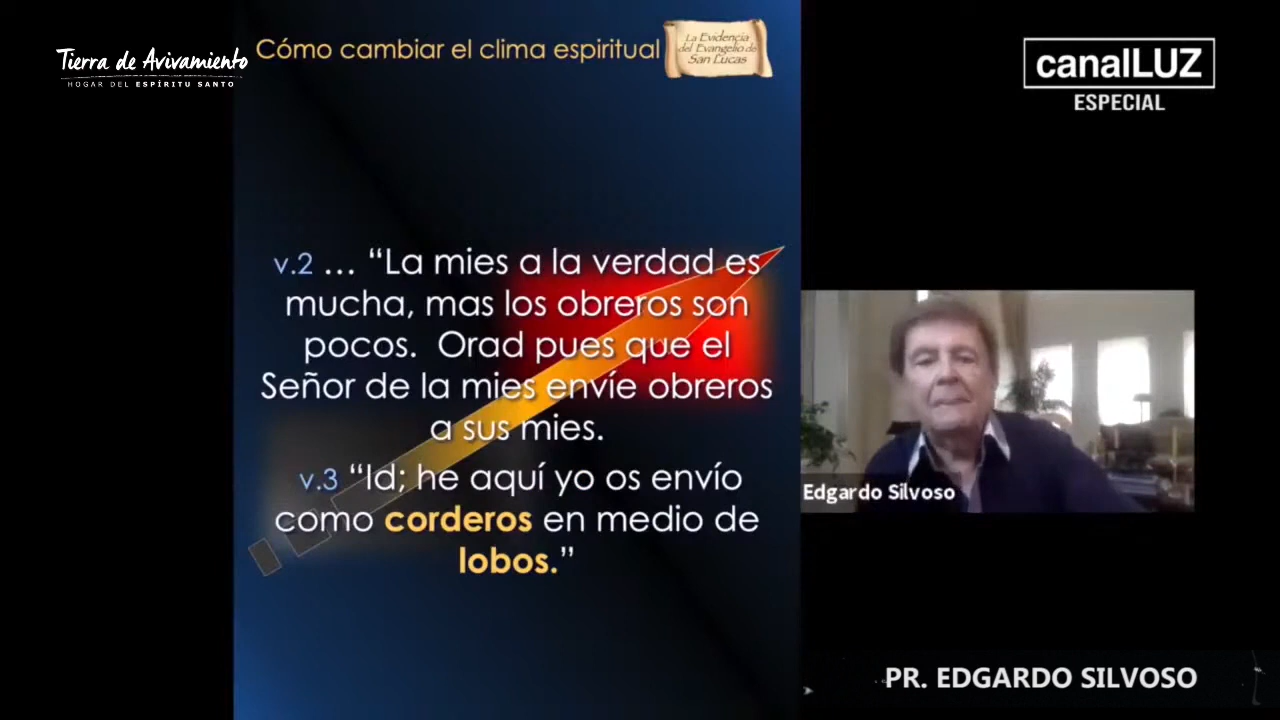 Tierra de Avivamiento
HOGAR DEL ESPÍRITU SANTO
Cómo cambiar el clima espiritual
La Evidencia
del Evangelio de
San Lucas
canalLUZ
ESPECIAL
v.2 … “La mies a la verdad es
mucha, mas los obreros son
pocos. Orad pues que el
Señor de la mies envíe obreros
a sus mies.
v.3 “Id; he aquí yo os envío
como corderos en medio de
lobos.”
Edgardo Silvoso
PR. EDGARDO SILVOSO